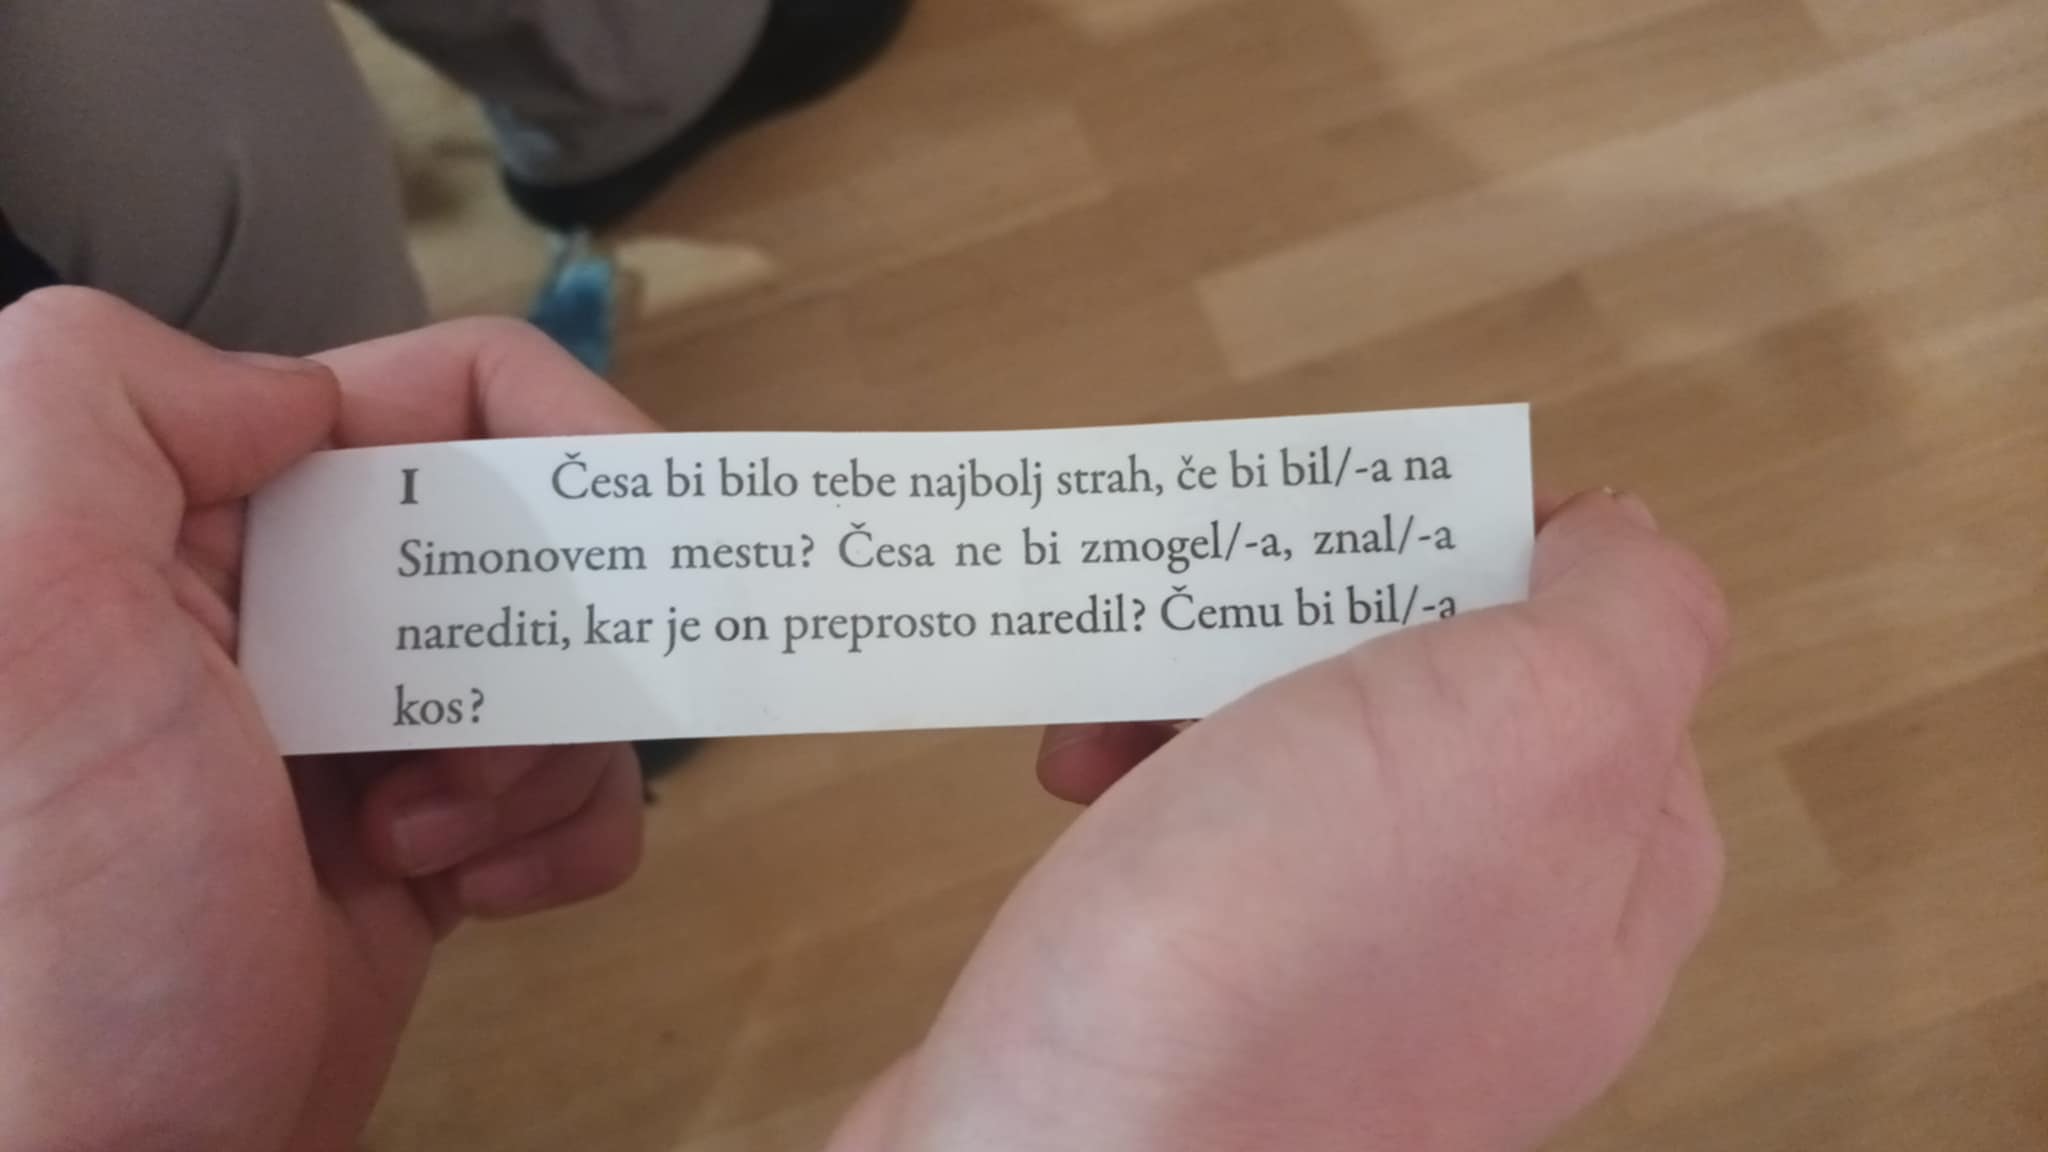 I Česa bi bilo tebe najbolj strah, če bi bil/-a na
Simonovem mestu? Česa ne bi zmogel/-a, znal/-a
narediti, kar je on preprosto naredil? Čemu bi bil/-a
kos?